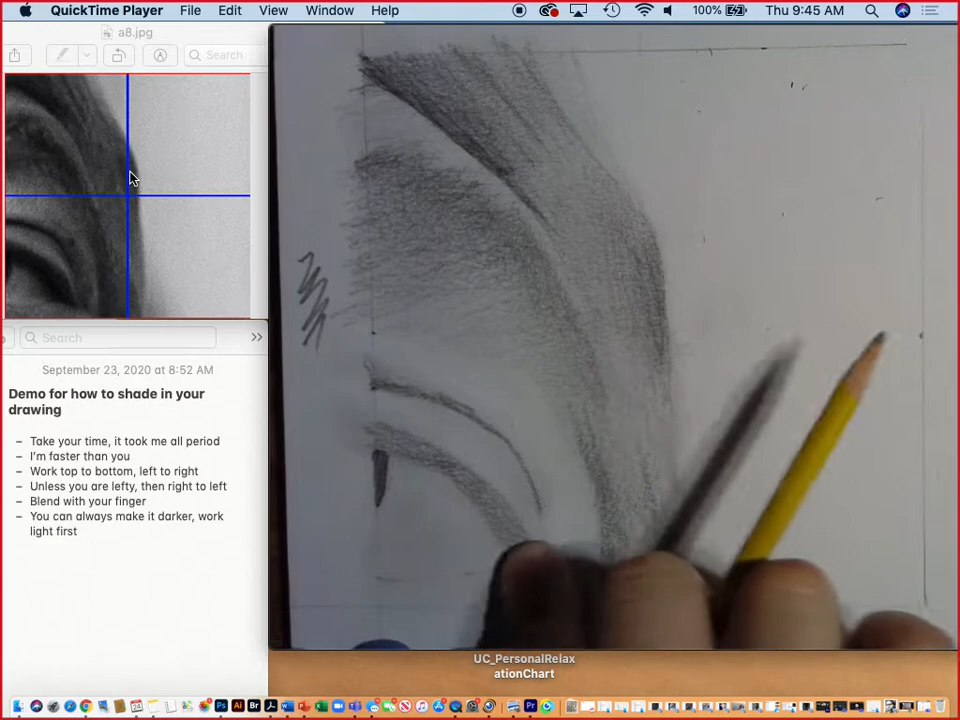 QuickTime Player File Edit View Window Help 100% Thu 9:45 AM
a8.jpg
Search
Search
September 23, 2020 at 8:52 AM
Demo for how to shade in your
drawing
– Take your time, it took me all period
– I'm faster than you
– Work top to bottom, left to right
– Unless you are lefty, then right to left
– Blend with your finger
– You can always make it darker, work
light first
UC_PersonalRelax
ationChart